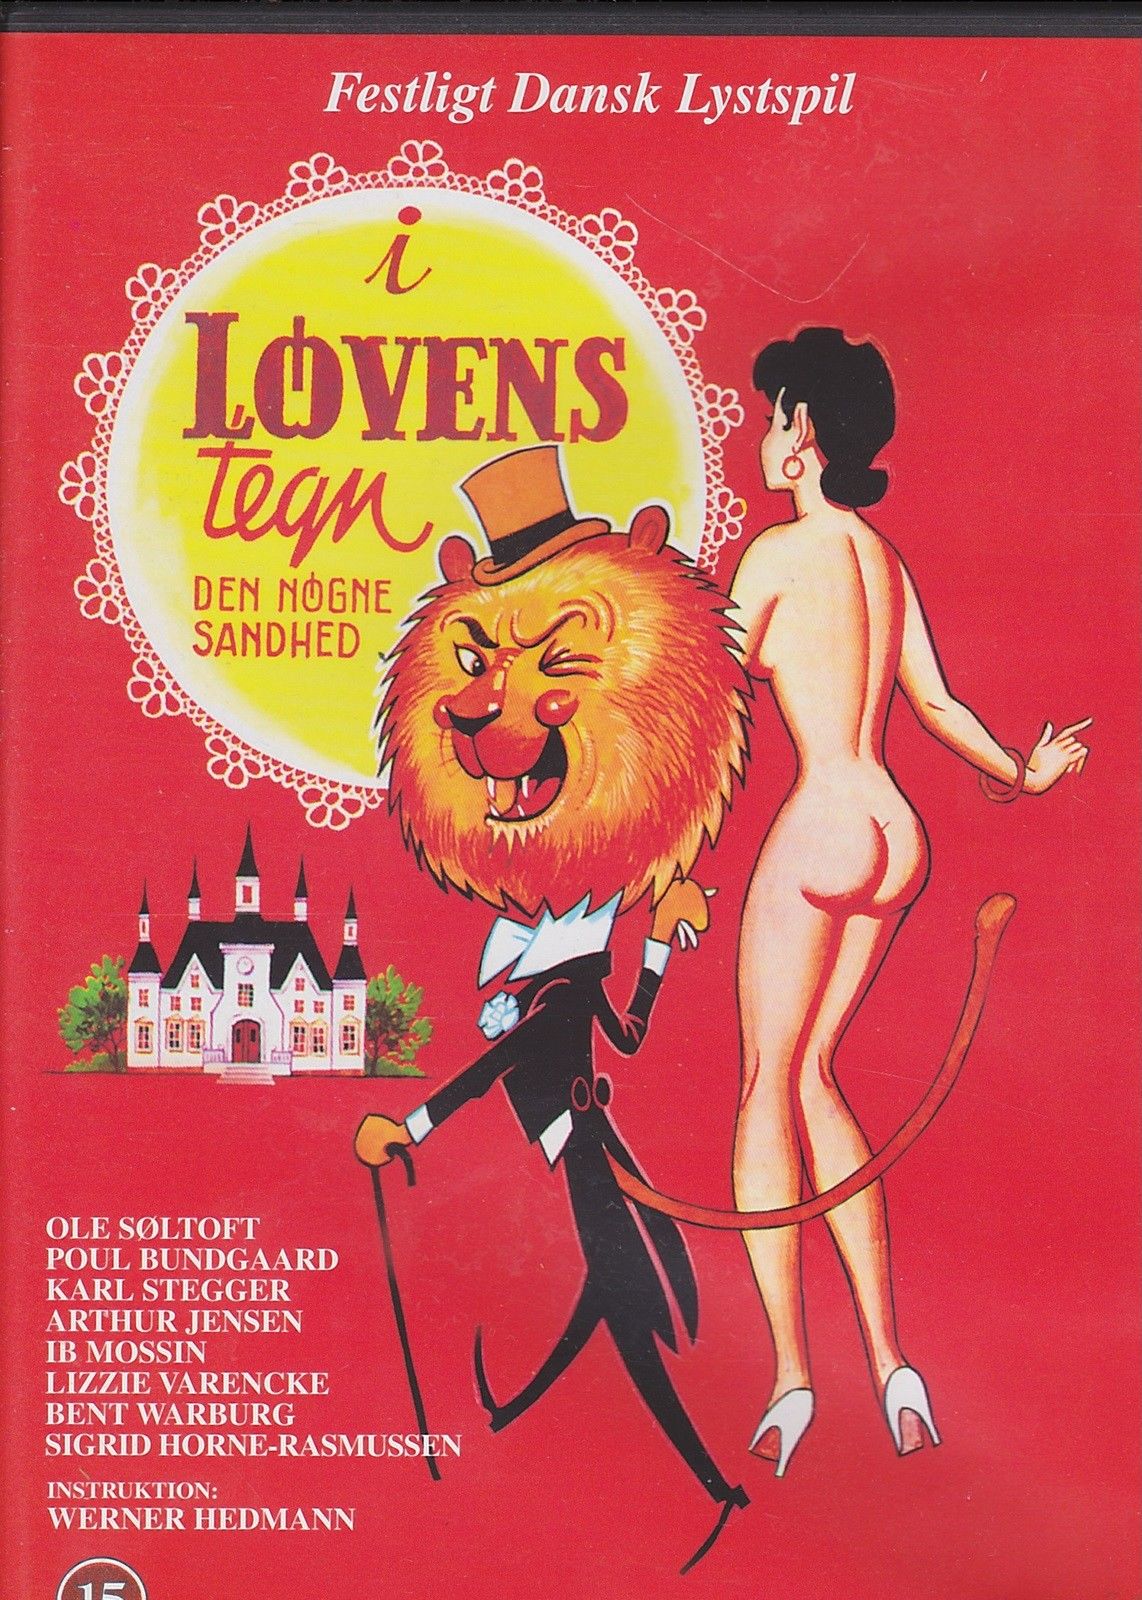 Festligt Dansk Lystspil
i
LØVENS
tegn
DEN NØGNE
SANDHED
OLE SØLTOFT
POUL BUNDGAARD
KARL STEGGER
ARTHUR JENSEN
IB MOSSIN
LIZZIE VARENCKE
BENT WARBURG
SIGRID HORNE-RASMUSSEN
INSTRUKTION:
WERNER HEDMANN
15